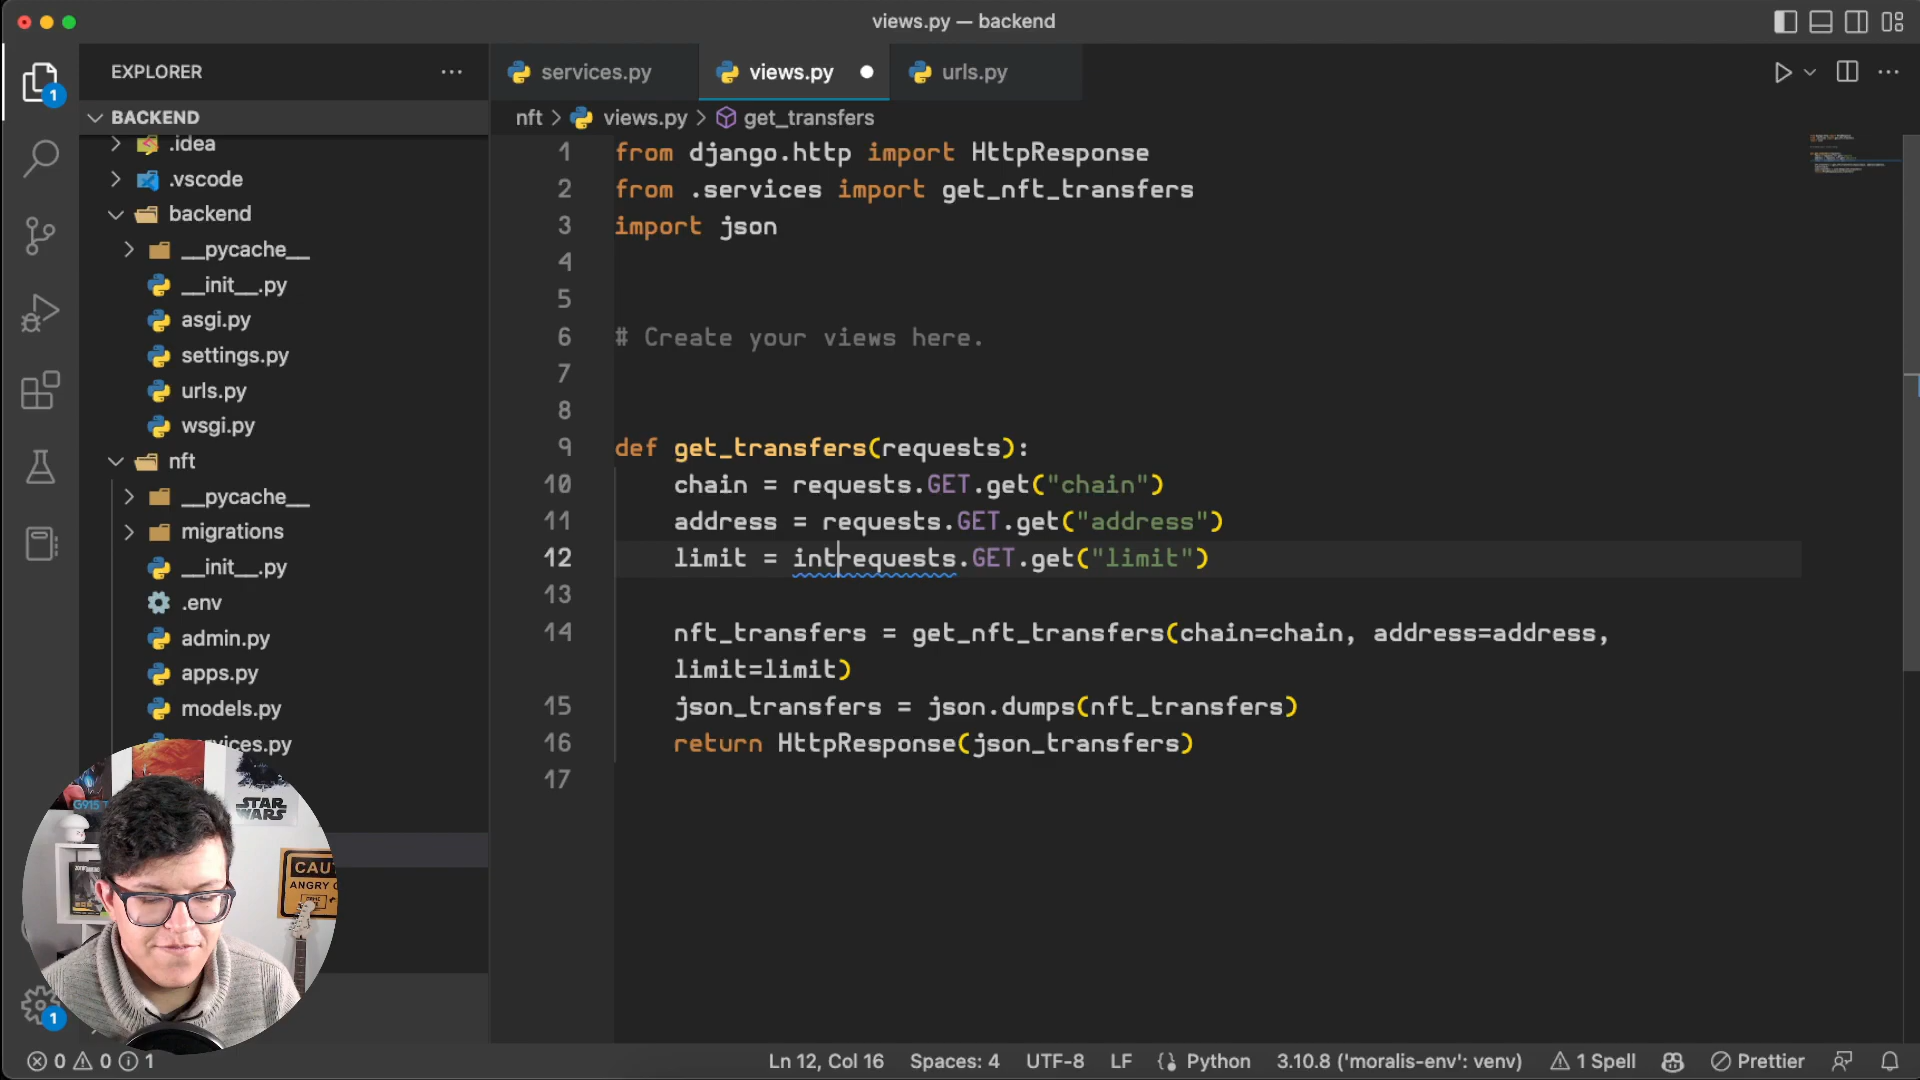 views.py — backend
EXPLORER
services.py
views.py
urls.py
BACKEND
nft > views.py > get_transfers
.idea
.vscode
backend
__pycache__
__init__.py
asgi.py
settings.py
urls.py
wsgi.py
nft
__pycache__
migrations
__init__.py
.env
admin.py
apps.py
models.py
1 from django.http import HttpResponse
2 from .services import get_nft_transfers
3 import json
4
5
6 # Create your views here.
7
8
9 def get_transfers(requests):
10 chain = requests.GET.get("chain")
11 address = requests.GET.get("address")
12 limit = intrequests.GET.get("limit")
13
14 nft_transfers = get_nft_transfers(chain=chain, address=address,
limit=limit)
15 json_transfers = json.dumps(nft_transfers)
16 return HttpResponse(json_transfers)
17
1
STAR
WARS
ANGRY
1
0 0 1
Ln 12, Col 16
Spaces: 4
UTF-8
LF
Python
3.10.8 ('moralis-env': venv)
1 Spell
Prettier